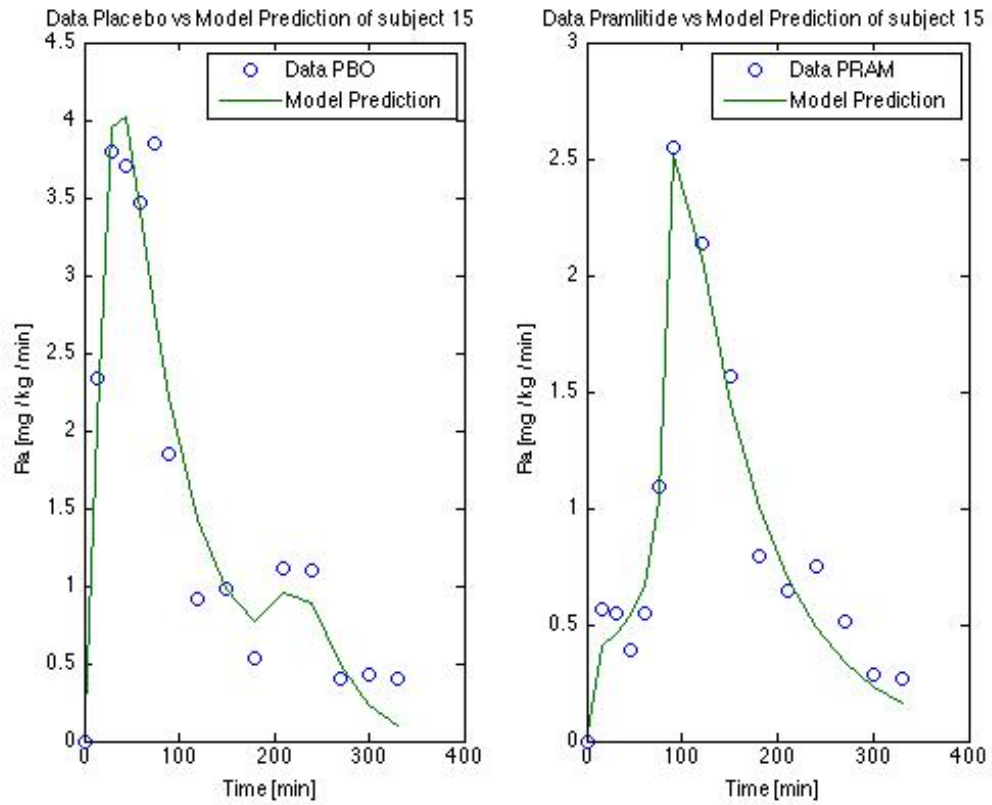 Data Placebo vs Model Prediction of subject 15
Data PBO
Model Prediction
4.5
4
3.5
3
2.5
2
1.5
1
0.5
0
0 100 200 300 400
Ra [mg /kg /min]
Time [min]
Data Pramlitide vs Model Prediction of subject 15
Data PRAM
Model Prediction
3
2.5
2
1.5
1
0.5
0
0 100 200 300 400
Ra [mg /kg /min]
Time [min]